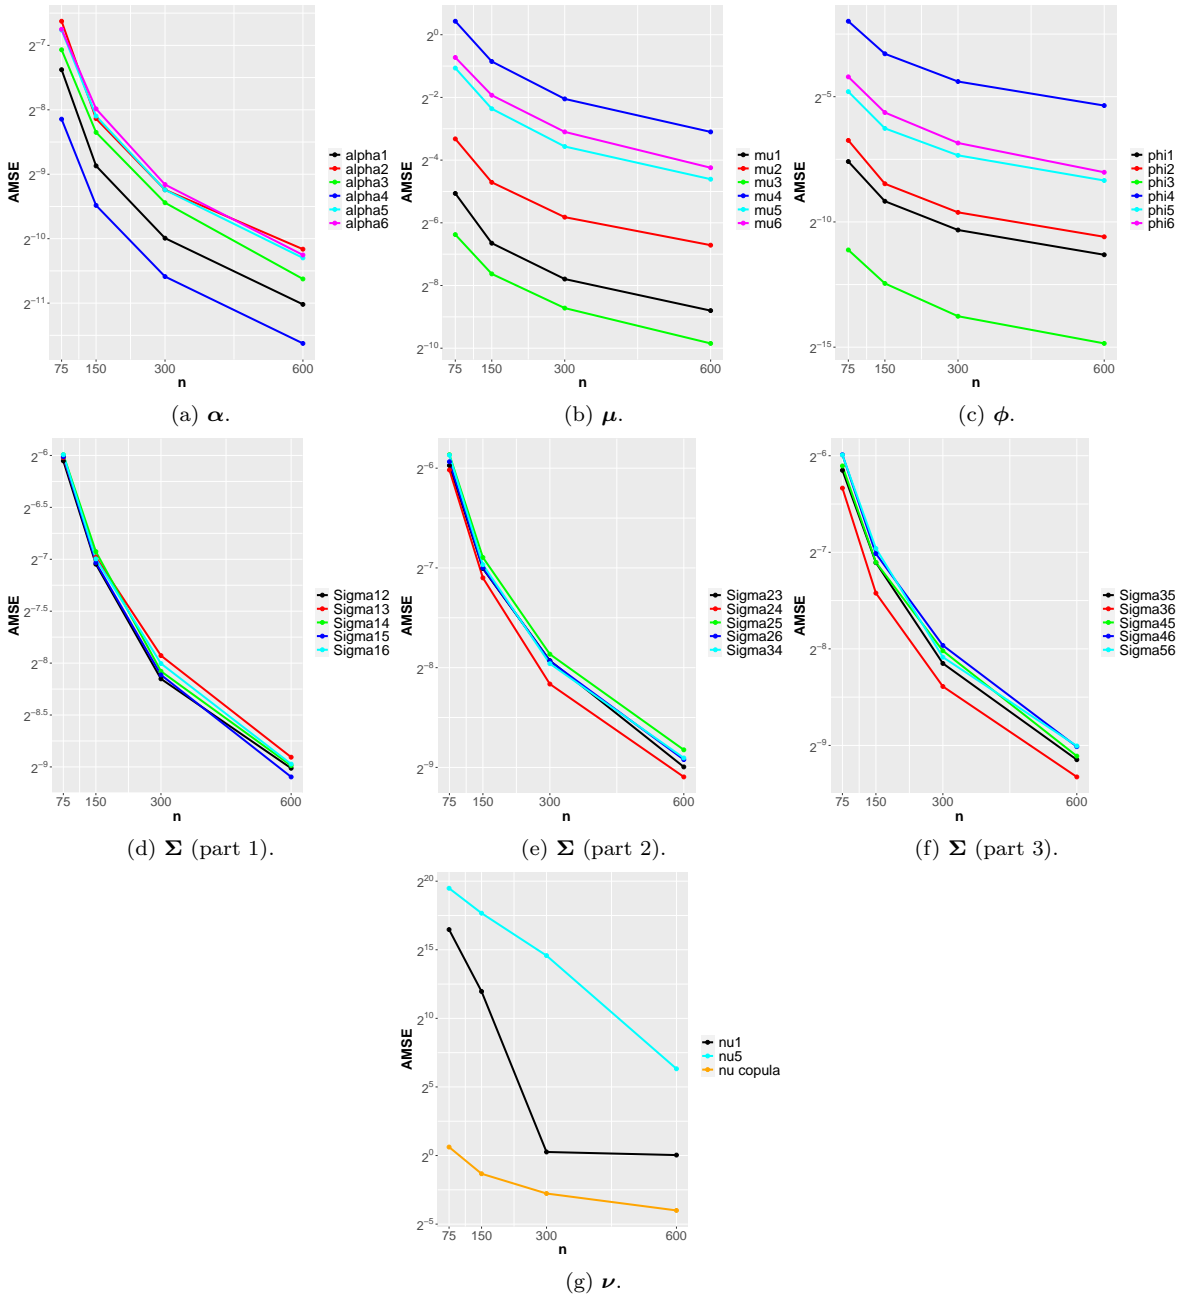 AMSE
2^−7
2^−8
2^−9
2^−10
2^−11
75 150 300 600
n
alpha1
alpha2
alpha3
alpha4
alpha5
alpha6
(a) α.
AMSE
2^0
2^−2
2^−4
2^−6
2^−8
2^−10
75 150 300 600
n
mu1
mu2
mu3
mu4
mu5
mu6
(b) μ.
AMSE
2^−5
2^−10
2^−15
75 150 300 600
n
phi1
phi2
phi3
phi4
phi5
phi6
(c) ϕ.
AMSE
2^−6
2^−6.5
2^−7
2^−7.5
2^−8
2^−8.5
2^−9
75 150 300 600
n
Sigma12
Sigma13
Sigma14
Sigma15
Sigma16
(d) Σ (part 1).
AMSE
2^−6
2^−7
2^−8
2^−9
75 150 300 600
n
Sigma23
Sigma24
Sigma25
Sigma26
Sigma34
(e) Σ (part 2).
AMSE
2^−6
2^−7
2^−8
2^−9
75 150 300 600
n
Sigma35
Sigma36
Sigma45
Sigma46
Sigma56
(f) Σ (part 3).
AMSE
2^20
2^15
2^10
2^5
2^0
2^−5
75 150 300 600
n
nu1
nu5
nu copula
(g) ν.